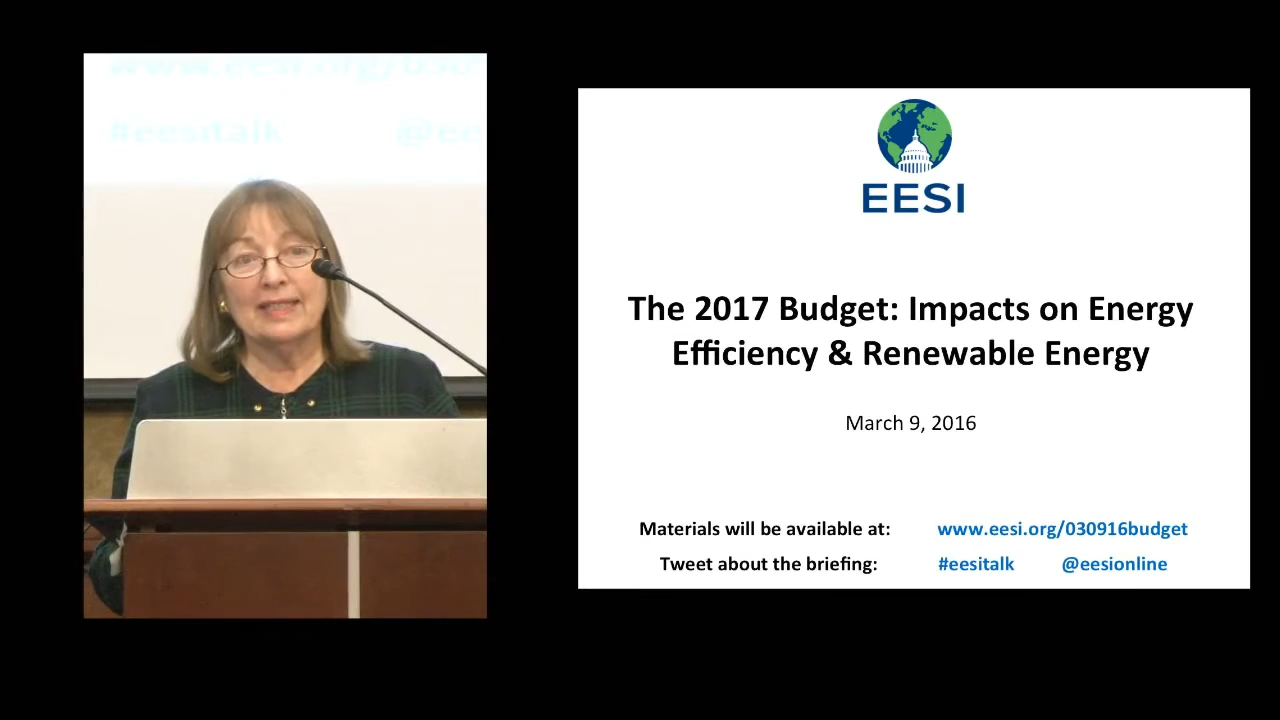 #eesitalk
EESI
The 2017 Budget: Impacts on Energy
Efficiency & Renewable Energy
March 9, 2016
Materials will be available at: www.eesi.org/030916budget
Tweet about the briefing: #eesitalk @eesionline